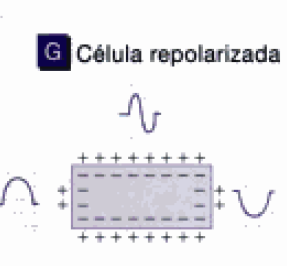 G Célula repolarizada
+ + + + + + + + +
− − − − − − − − −
+ − − +
+ − − +
− − − − − − − − −
+ + + + + + + + +